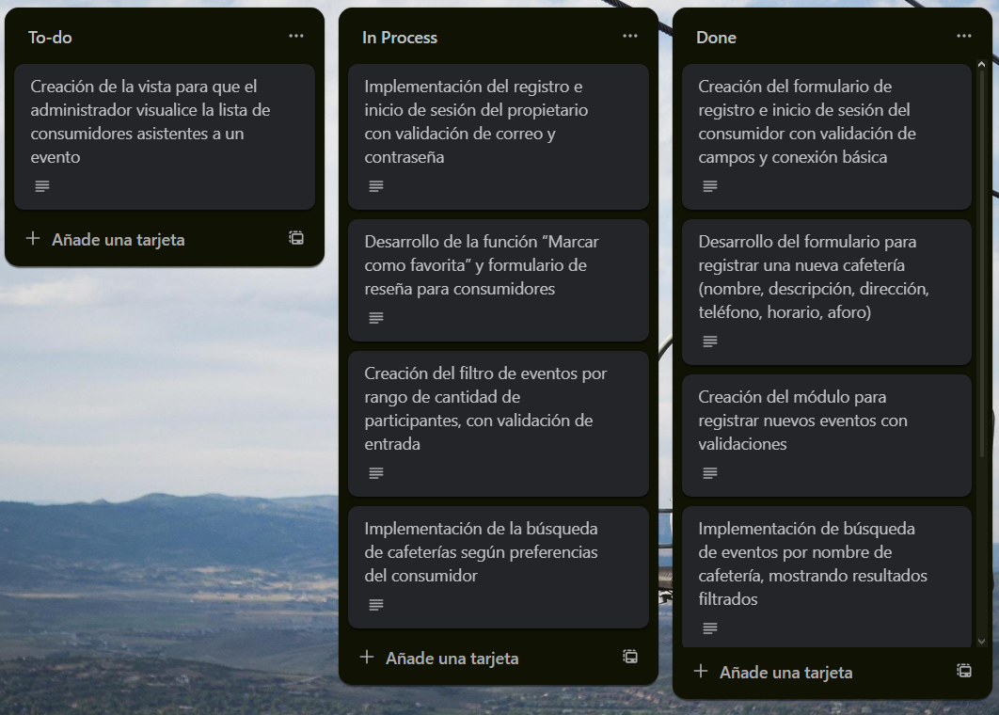 To-do
Creación de la vista para que el
administrador visualice la lista de
consumidores asistentes a un
evento
Añade una tarjeta
In Process
Implementación del registro e
inicio de sesión del propietario
con validación de correo y
contraseña
Desarrollo de la función “Marcar
como favorita” y formulario de
reseña para consumidores
Creación del filtro de eventos por
rango de cantidad de
participantes, con validación de
entrada
Implementación de la búsqueda
de cafeterías según preferencias
del consumidor
Añade una tarjeta
Done
Creación del formulario de
registro e inicio de sesión del
consumidor con validación de
campos y conexión básica
Desarrollo del formulario para
registrar una nueva cafetería
(nombre, descripción, dirección,
teléfono, horario, aforo)
Creación del módulo para
registrar nuevos eventos con
validaciones
Implementación de búsqueda
de eventos por nombre de
cafetería, mostrando resultados
filtrados
Añade una tarjeta